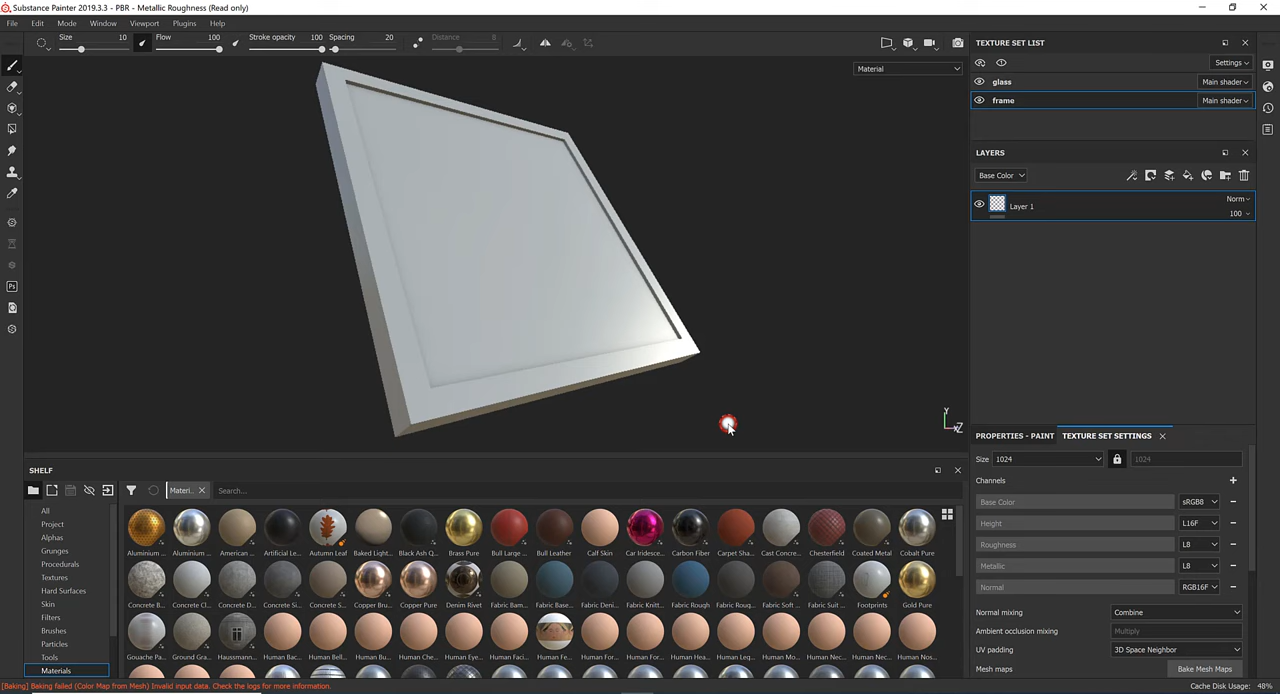 Substance Painter 2019.3.3 - PBR - Metallic Roughness (Read only)
File Edit Mode Window Viewport Plugins Help
Size 10 Flow 100 Stroke opacity 100 Spacing 20 Distance 8
Material
TEXTURE SET LIST
Settings
glass Main shader
frame Main shader
LAYERS
Base Color
Layer 1 Norm
100
Y
Z
PROPERTIES - PAINT TEXTURE SET SETTINGS
Size 1024 1024
Channels
Base Color sRGB8
Height L16F
Roughness L8
Metallic L8
Normal RGB16F
Normal mixing Combine
Ambient occlusion mixing Multiply
UV padding 3D Space Neighbor
Mesh maps Bake Mesh Maps
SHELF
Materi... Search...
All
Project
Alphas
Grunges
Procedurals
Textures
Hard Surfaces
Skin
Filters
Brushes
Particles
Tools
Materials
Aluminium ... Aluminium ... American ... Artificial Le... Autumn Leaf Baked Light... Black Ash Q... Brass Pure Bull Large ... Bull Leather Calf Skin Car Iridesce... Carbon Fiber Carpet Sha... Cast Concre... Chesterfield Coated Metal Cobalt Pure
Concrete B... Concrete Cl... Concrete D... Concrete Si... Concrete S... Copper Bru... Copper Pure Denim Rivet Fabric Bam... Fabric Base... Fabric Deni... Fabric Knitt... Fabric Rough Fabric Roug... Fabric Soft ... Fabric Suit ... Footprints Gold Pure
Gouache Pa... Ground Gra... Haussmann... Human Bac... Human Bell... Human Bu... Human Che... Human Eye... Human Fac... Human Fe... Human For... Human For... Human Hea... Human Leg... Human Mo... Human Nec... Human Nec... Human Nos...
[Baking] Baking failed (Color Map from Mesh) Invalid input data. Check the logs for more information.
Cache Disk Usage: 48%